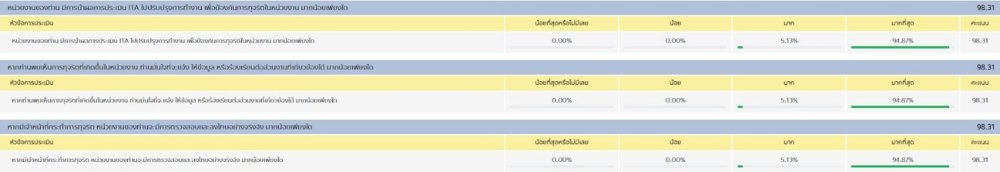 หน่วยงานของท่าน มีการนำผลการประเมิน ITA ไปปรับปรุงการทำงาน เพื่อป้องกันการทุจริตในหน่วยงาน มากน้อยเพียงใด 98.31
หัวข้อการประเมิน น้อยที่สุดหรือไม่มีเลย น้อย มาก มากที่สุด คะแนน
หน่วยงานของท่าน มีการนำผลการประเมิน ITA ไปปรับปรุงการทำงาน เพื่อป้องกันการทุจริตในหน่วยงาน มากน้อยเพียงใด 0.00% 0.00% 5.13% 94.87% 98.31
หากท่านพบเห็นการทุจริตที่เกิดขึ้นในหน่วยงาน ท่านมั่นใจที่จะแจ้ง ให้ข้อมูล หรือร้องเรียนต่อส่วนงานที่เกี่ยวข้องได้ มากน้อยเพียงใด 98.31
หัวข้อการประเมิน น้อยที่สุดหรือไม่มีเลย น้อย มาก มากที่สุด คะแนน
หากท่านพบเห็นการทุจริตที่เกิดขึ้นในหน่วยงาน ท่านมั่นใจที่จะแจ้ง ให้ข้อมูล หรือร้องเรียนต่อส่วนงานที่เกี่ยวข้องได้ มากน้อยเพียงใด 0.00% 0.00% 5.13% 94.87% 98.31
หากมีเจ้าหน้าที่กระทำการทุจริต หน่วยงานของท่านจะมีการตรวจสอบและลงโทษอย่างจริงจัง มากน้อยเพียงใด 98.31
หัวข้อการประเมิน น้อยที่สุดหรือไม่มีเลย น้อย มาก มากที่สุด คะแนน
หากมีเจ้าหน้าที่กระทำการทุจริต หน่วยงานของท่านจะมีการตรวจสอบและลงโทษอย่างจริงจัง มากน้อยเพียงใด 0.00% 0.00% 5.13% 94.87% 98.31